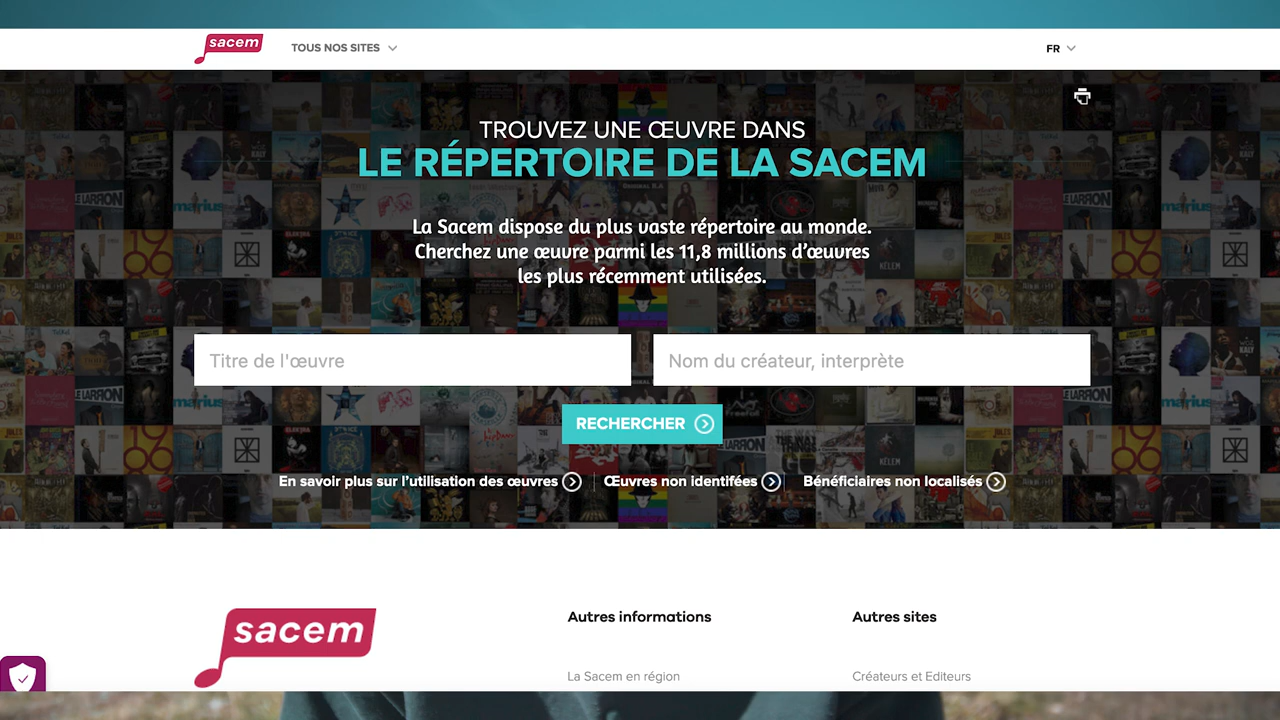 sacem
TOUS NOS SITES
FR
TROUVEZ UNE ŒUVRE DANS
LE RÉPERTOIRE DE LA SACEM
La Sacem dispose du plus vaste répertoire au monde.
Cherchez une œuvre parmi les 11,8 millions d'œuvres
les plus récemment utilisées.
Titre de l'œuvre
Nom du créateur, interprète
RECHERCHER
En savoir plus sur l'utilisation des œuvres
Œuvres non identifées
Bénéficiaires non localisés
sacem
Autres informations
Autres sites
La Sacem en région
Créateurs et Editeurs